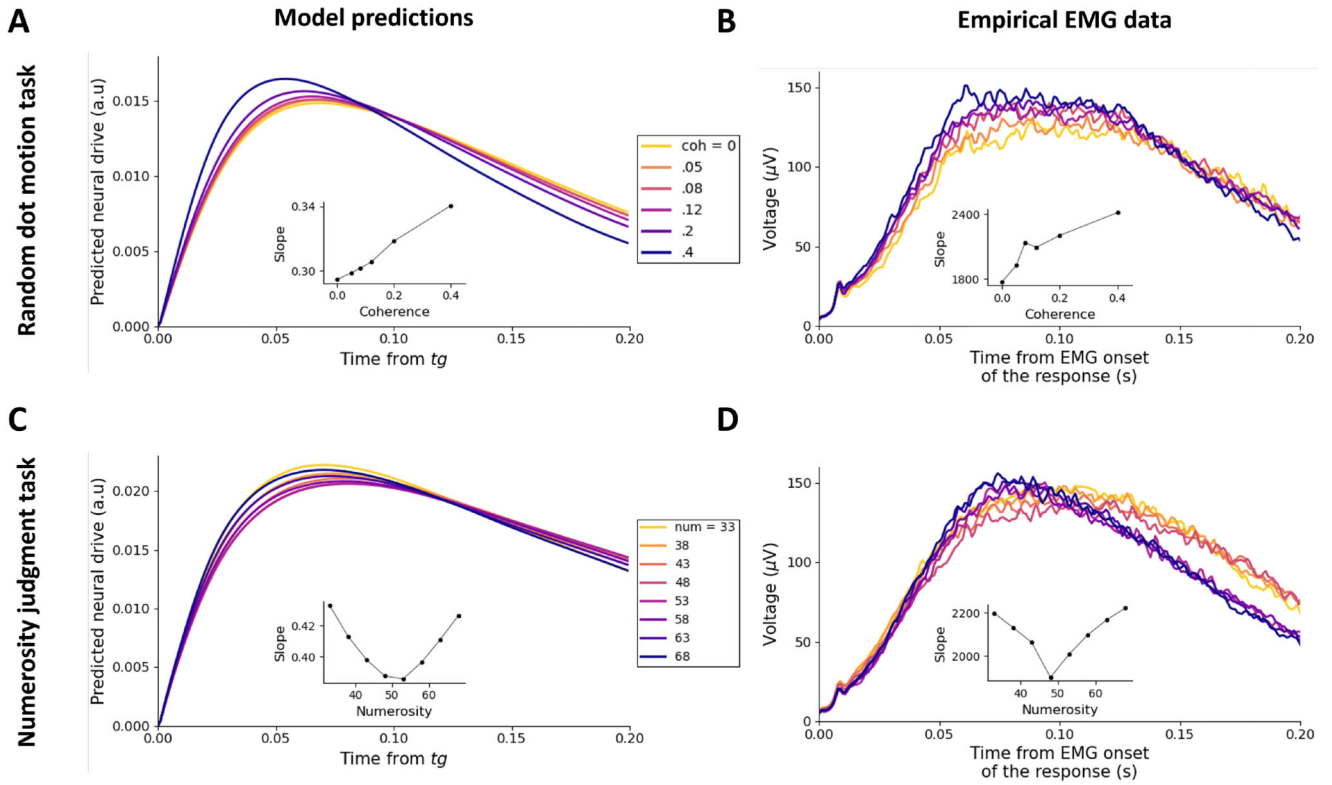 A
Model predictions
B
Empirical EMG data
Random dot motion task
Predicted neural drive (a.u)
0.015
0.010
0.005
0.000
0.00
0.05
0.10
0.15
0.20
Time from tg
Slope
0.34
0.30
0.0
0.2
0.4
Coherence
coh = 0
.05
.08
.12
.2
.4
Voltage (µV)
150
100
50
0
0.00
0.05
0.10
0.15
0.20
Time from EMG onset
of the response (s)
Slope
2400
1800
0.0
0.2
0.4
Coherence
C
D
Numerosity judgment task
Predicted neural drive (a.u)
0.020
0.015
0.010
0.005
0.000
0.00
0.05
0.10
0.15
0.20
Time from tg
Slope
0.42
0.40
40
50
60
Numerosity
num = 33
38
43
48
53
58
63
68
Voltage (µV)
150
100
50
0
0.00
0.05
0.10
0.15
0.20
Time from EMG onset
of the response (s)
Slope
2200
2000
40
60
Numerosity